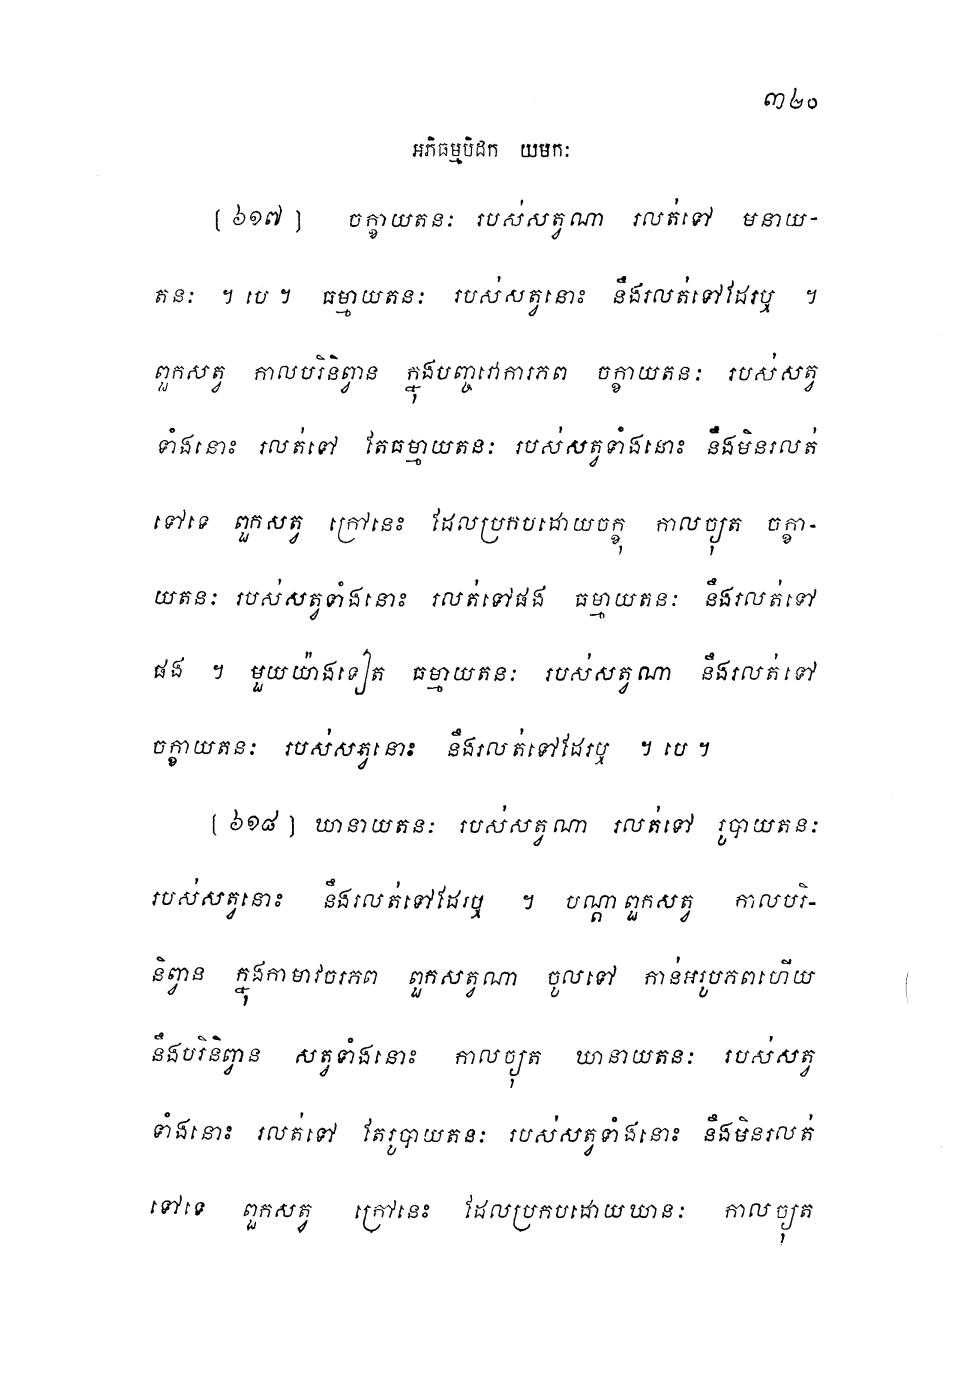 ៣២០
អភិធម្មបិដក យមកៈ
[៦១៧] ចក្ខាយតនៈ របស់សត្វណា រលត់ទៅ មនាយ-
តនៈ ។ បេ ។ ធម្មាយតនៈ របស់សត្វនោះ នឹងរលត់ទៅដែរឬ ។
ពួកសត្វ កាលបរិនិព្វាន ក្នុងបញ្ចវោការភព ចក្ខាយតនៈ របស់សត្វ
ទាំងនោះ រលត់ទៅ តែធម្មាយតនៈ របស់សត្វទាំងនោះ នឹងមិនរលត់
ទៅទេ ពួកសត្វ ក្រៅនេះ ដែលប្រកបដោយចក្ខុ កាលច្យុត ចក្ខា-
យតនៈ របស់សត្វទាំងនោះ រលត់ទៅផង ធម្មាយតនៈ នឹងរលត់ទៅ
ផង ។ មួយយ៉ាងទៀត ធម្មាយតនៈ របស់សត្វណា នឹងរលត់ទៅ
ចក្ខាយតនៈ របស់សត្វនោះ នឹងរលត់ទៅដែរឬ ។ បេ ។
[៦១៨] ឃានាយតនៈ របស់សត្វណា រលត់ទៅ រូបាយតនៈ
របស់សត្វនោះ នឹងរលត់ទៅដែរឬ ។ បណ្តាពួកសត្វ កាលបរិ-
និព្វាន ក្នុងកាមាវចរភព ពួកសត្វណា ចូលទៅ កាន់អរូបភពហើយ
នឹងបរិនិព្វាន សត្វទាំងនោះ កាលច្យុត ឃានាយតនៈ របស់សត្វ
ទាំងនោះ រលត់ទៅ តែរូបាយតនៈ របស់សត្វទាំងនោះ នឹងមិនរលត់
ទៅទេ ពួកសត្វ ក្រៅនេះ ដែលប្រកបដោយឃានៈ កាលច្យុត